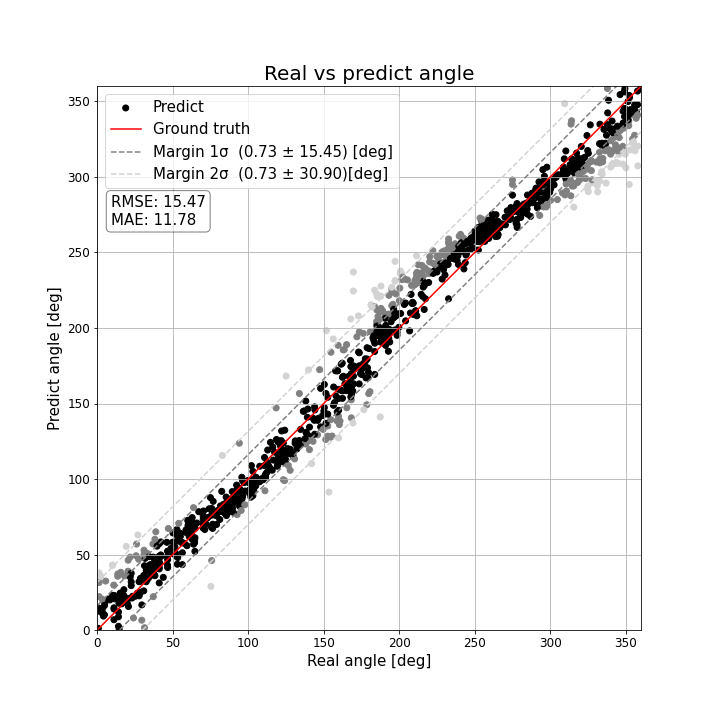 Real vs predict angle
Predict
Ground truth
Margin 1σ  (0.73 ± 15.45) [deg]
Margin 2σ  (0.73 ± 30.90)[deg]
RMSE: 15.47
MAE: 11.78
Predict angle [deg]
350
300
250
200
150
100
50
0
0 50 100 150 200 250 300 350
Real angle [deg]